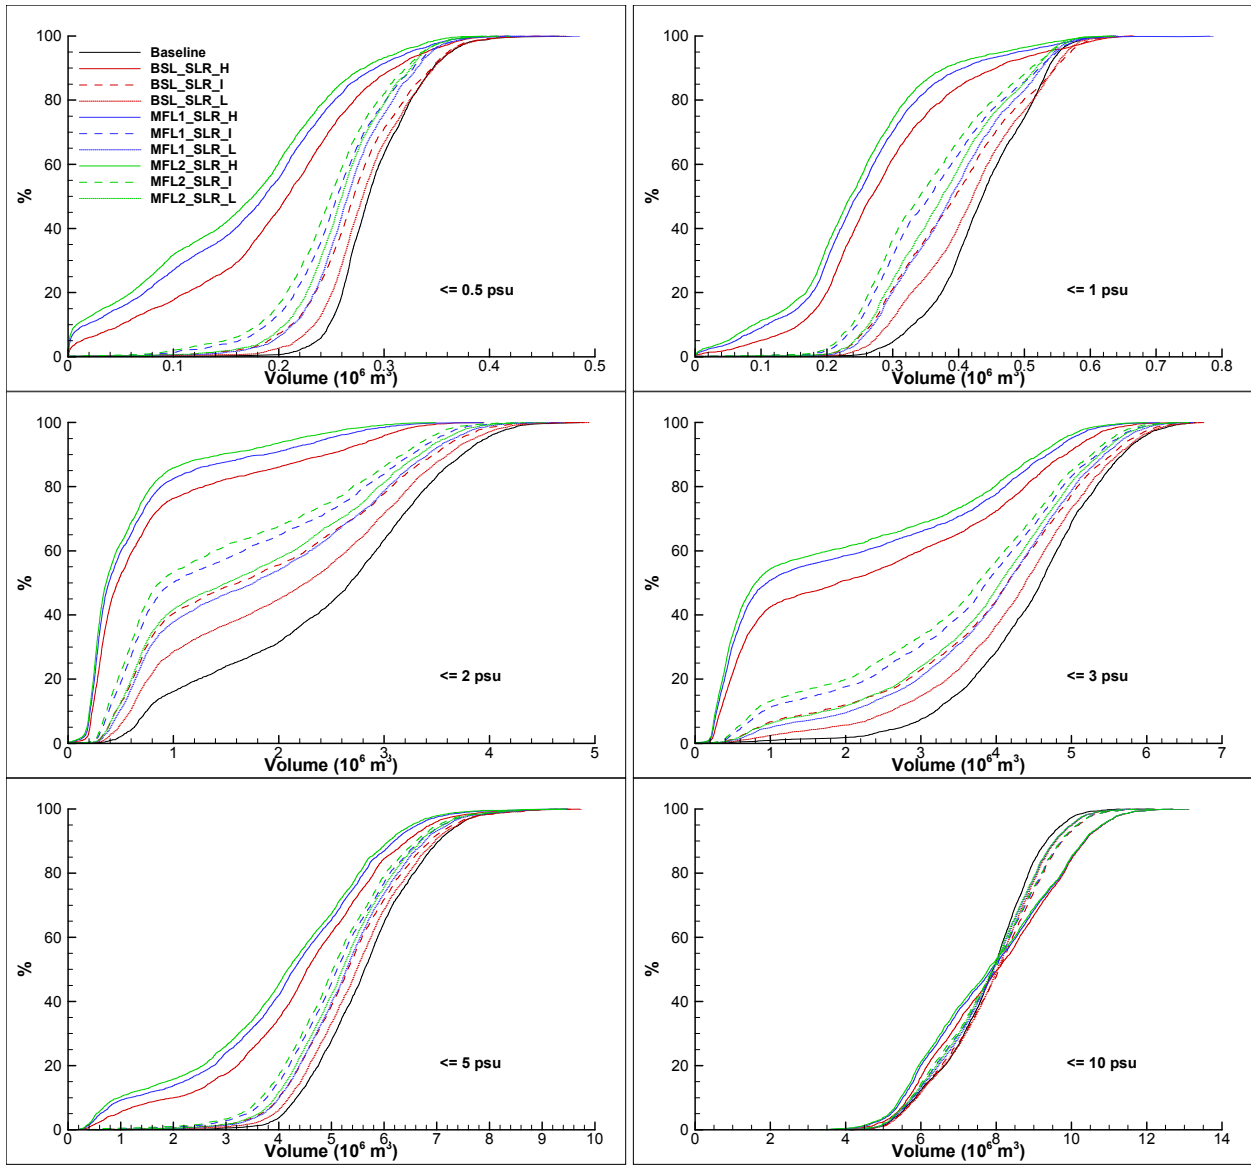 100
80
60
40
20
0
%
Baseline
BSL_SLR_H
BSL_SLR_I
BSL_SLR_L
MFL1_SLR_H
MFL1_SLR_I
MFL1_SLR_L
MFL2_SLR_H
MFL2_SLR_I
MFL2_SLR_L
<= 0.5 psu
0 0.1 0.2 0.3 0.4 0.5
Volume (10⁶ m³)
100
80
60
40
20
0
%
<= 1 psu
0 0.1 0.2 0.3 0.4 0.5 0.6 0.7 0.8
Volume (10⁶ m³)
100
80
60
40
20
0
%
<= 2 psu
0 1 2 3 4 5
Volume (10⁶ m³)
100
80
60
40
20
0
%
<= 3 psu
0 1 2 3 4 5 6 7
Volume (10⁶ m³)
100
80
60
40
20
0
%
<= 5 psu
0 1 2 3 4 5 6 7 8 9 10
Volume (10⁶ m³)
100
80
60
40
20
0
%
<= 10 psu
0 2 4 6 8 10 12 14
Volume (10⁶ m³)